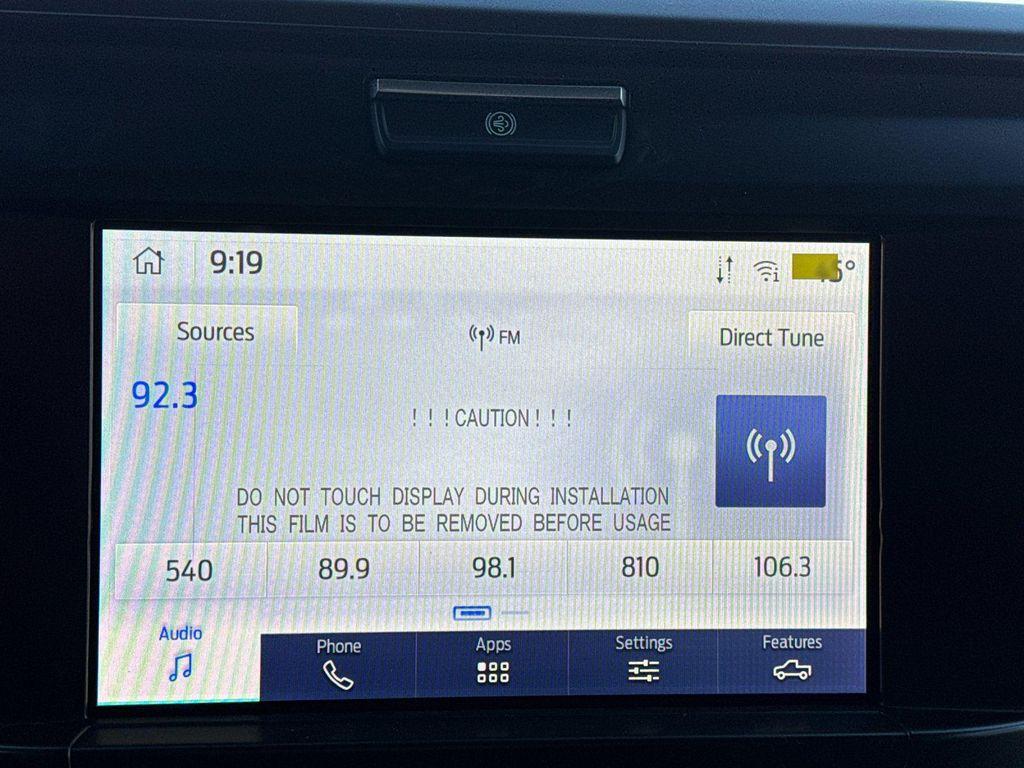 9:19
5°
Sources
FM
Direct Tune
92.3
! ! ! CAUTION ! ! !
DO NOT TOUCH DISPLAY DURING INSTALLATION
THIS FILM IS TO BE REMOVED BEFORE USAGE
540 89.9 98.1 810 106.3
Audio Phone Apps Settings Features